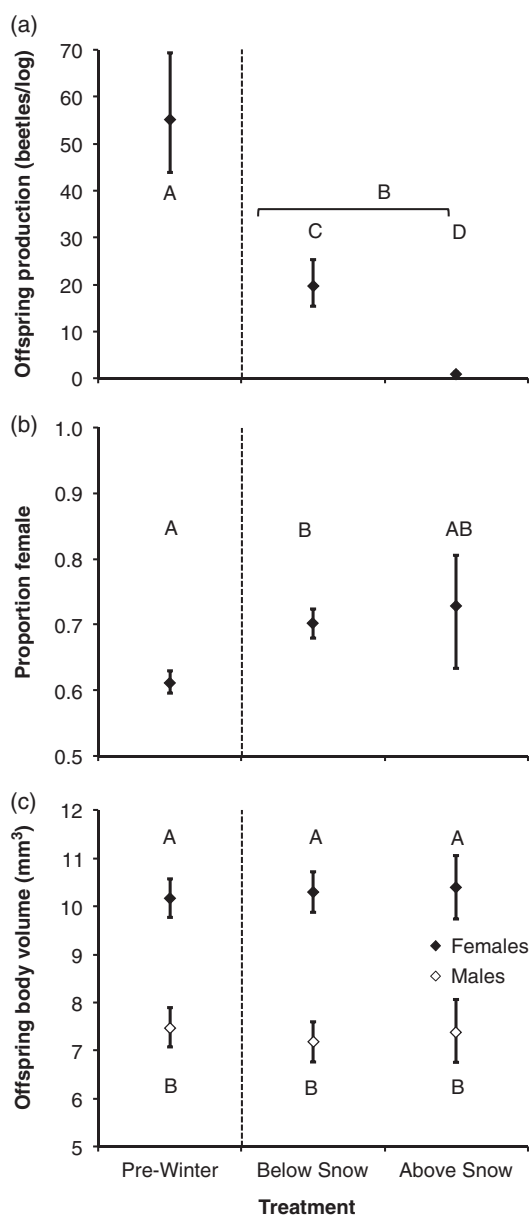 (a)
Offspring production (beetles/log)
70
60
50
40
30
20
10
0
A
B
C D
(b)
Proportion female
1.0
0.9
0.8
0.7
0.6
0.5
A B AB
(c)
Offspring body volume (mm³)
12
11
10
9
8
7
6
5
A A A
Females
Males
B B B
Pre-Winter Below Snow Above Snow
Treatment